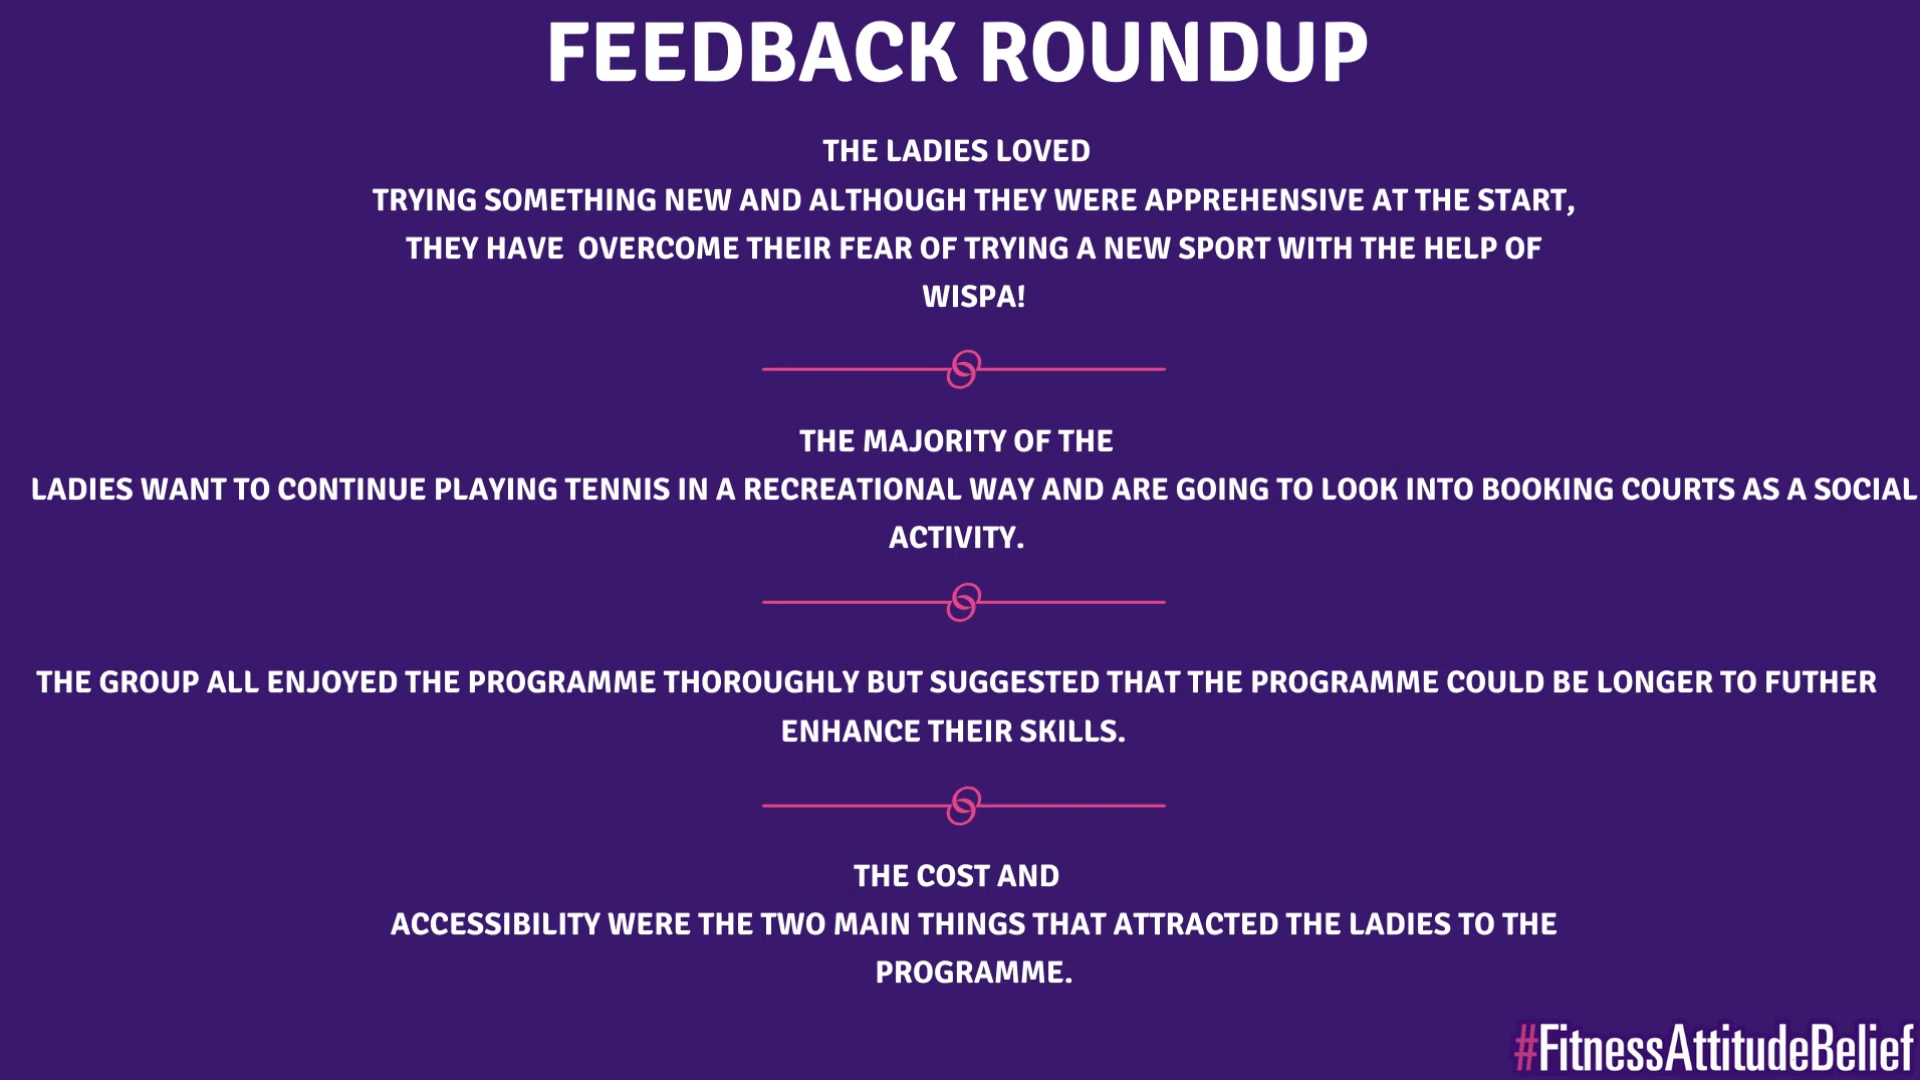 FEEDBACK ROUNDUP
THE LADIES LOVED
TRYING SOMETHING NEW AND ALTHOUGH THEY WERE APPREHENSIVE AT THE START,
THEY HAVE  OVERCOME THEIR FEAR OF TRYING A NEW SPORT WITH THE HELP OF
WISPA!
THE MAJORITY OF THE
LADIES WANT TO CONTINUE PLAYING TENNIS IN A RECREATIONAL WAY AND ARE GOING TO LOOK INTO BOOKING COURTS AS A SOCIAL
ACTIVITY.
THE GROUP ALL ENJOYED THE PROGRAMME THOROUGHLY BUT SUGGESTED THAT THE PROGRAMME COULD BE LONGER TO FUTHER
ENHANCE THEIR SKILLS.
THE COST AND
ACCESSIBILITY WERE THE TWO MAIN THINGS THAT ATTRACTED THE LADIES TO THE
PROGRAMME.
#FitnessAttitudeBelief